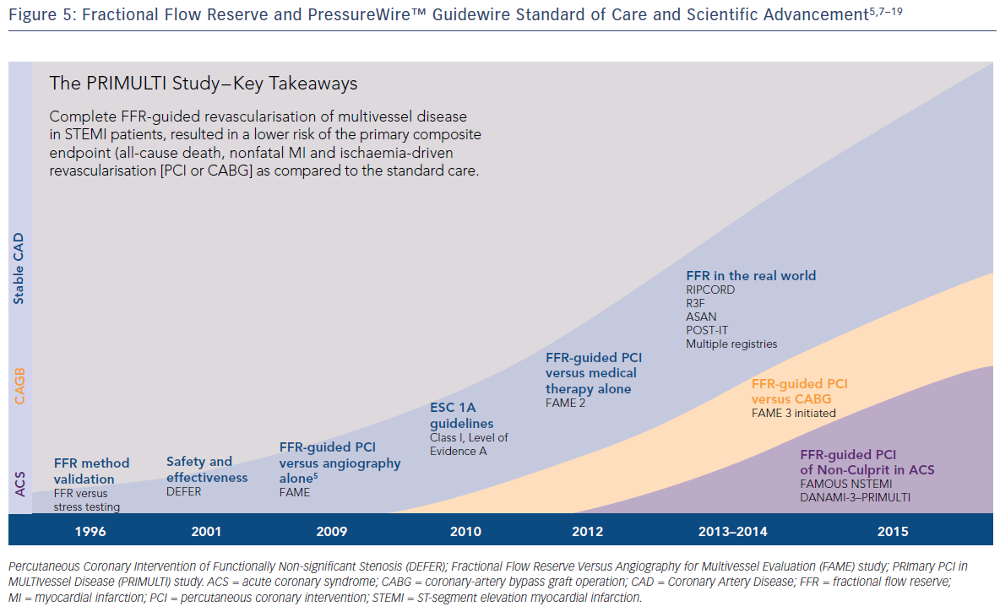 Figure 5: Fractional Flow Reserve and PressureWire™ Guidewire Standard of Care and Scientific Advancement5,7–19
The PRIMULTI Study–Key Takeaways
Complete FFR-guided revascularisation of multivessel disease
in STEMI patients, resulted in a lower risk of the primary composite
endpoint (all-cause death, nonfatal MI and ischaemia-driven
revascularisation [PCI or CABG] as compared to the standard care.
Stable CAD
CAGB
ACS
FFR method
validation
FFR versus
stress testing
Safety and
effectiveness
DEFER
FFR-guided PCI
versus angiography
alone5
FAME
ESC 1A
guidelines
Class I, Level of
Evidence A
FFR-guided PCI
versus medical
therapy alone
FAME 2
FFR in the real world
RIPCORD
R3F
ASAN
POST-IT
Multiple registries
FFR-guided PCI
versus CABG
FAME 3 initiated
FFR-guided PCI
of Non-Culprit in ACS
FAMOUS NSTEMI
DANAMI-3–PRIMULTI
1996
2001
2009
2010
2012
2013–2014
2015
Percutaneous Coronary Intervention of Functionally Non-significant Stenosis (DEFER); Fractional Flow Reserve Versus Angiography for Multivessel Evaluation (FAME) study; PRImary PCI in
MULTIvessel Disease (PRIMULTI) study. ACS = acute coronary syndrome; CABG = coronary-artery bypass graft operation; CAD = Coronary Artery Disease; FFR = fractional flow reserve;
MI = myocardial infarction; PCI = percutaneous coronary intervention; STEMI = ST-segment elevation myocardial infarction.